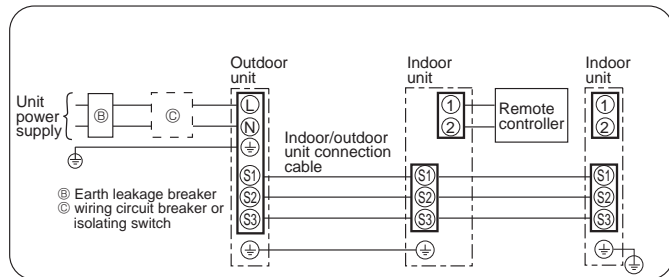 Outdoor
unit
Indoor
unit
Indoor
unit
Unit
power
supply
Ⓑ
Ⓒ
L
N
1
2
Remote
controller
1
2
Indoor/outdoor
unit connection
cable
S1
S2
S3
S1
S2
S3
S1
S2
S3
Ⓑ Earth leakage breaker
Ⓒ wiring circuit breaker or
isolating switch